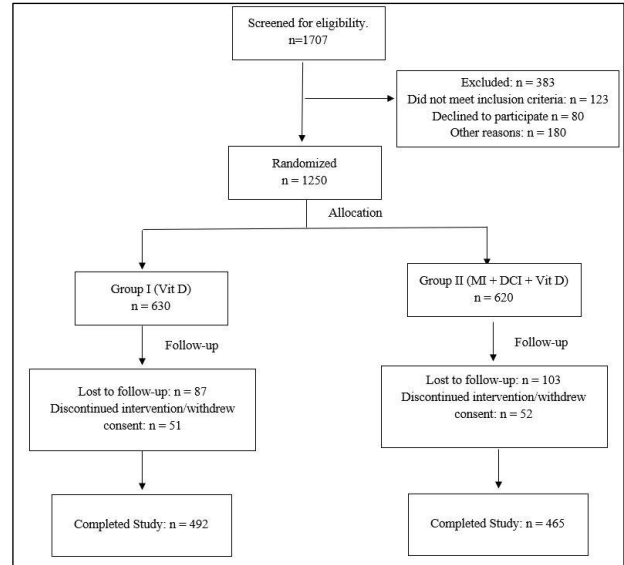 Screened for eligibility.
n=1707
Excluded: n = 383
Did not meet inclusion criteria: n = 123
Declined to participate n = 80
Other reasons: n = 180
Randomized
n = 1250
Allocation
Group I (Vit D)
n = 630
Group II (MI + DCI + Vit D)
n = 620
Follow-up
Follow-up
Lost to follow-up: n = 87
Discontinued intervention/withdrew
consent: n = 51
Lost to follow-up: n = 103
Discontinued intervention/withdrew
consent: n = 52
Completed Study: n = 492
Completed Study: n = 465